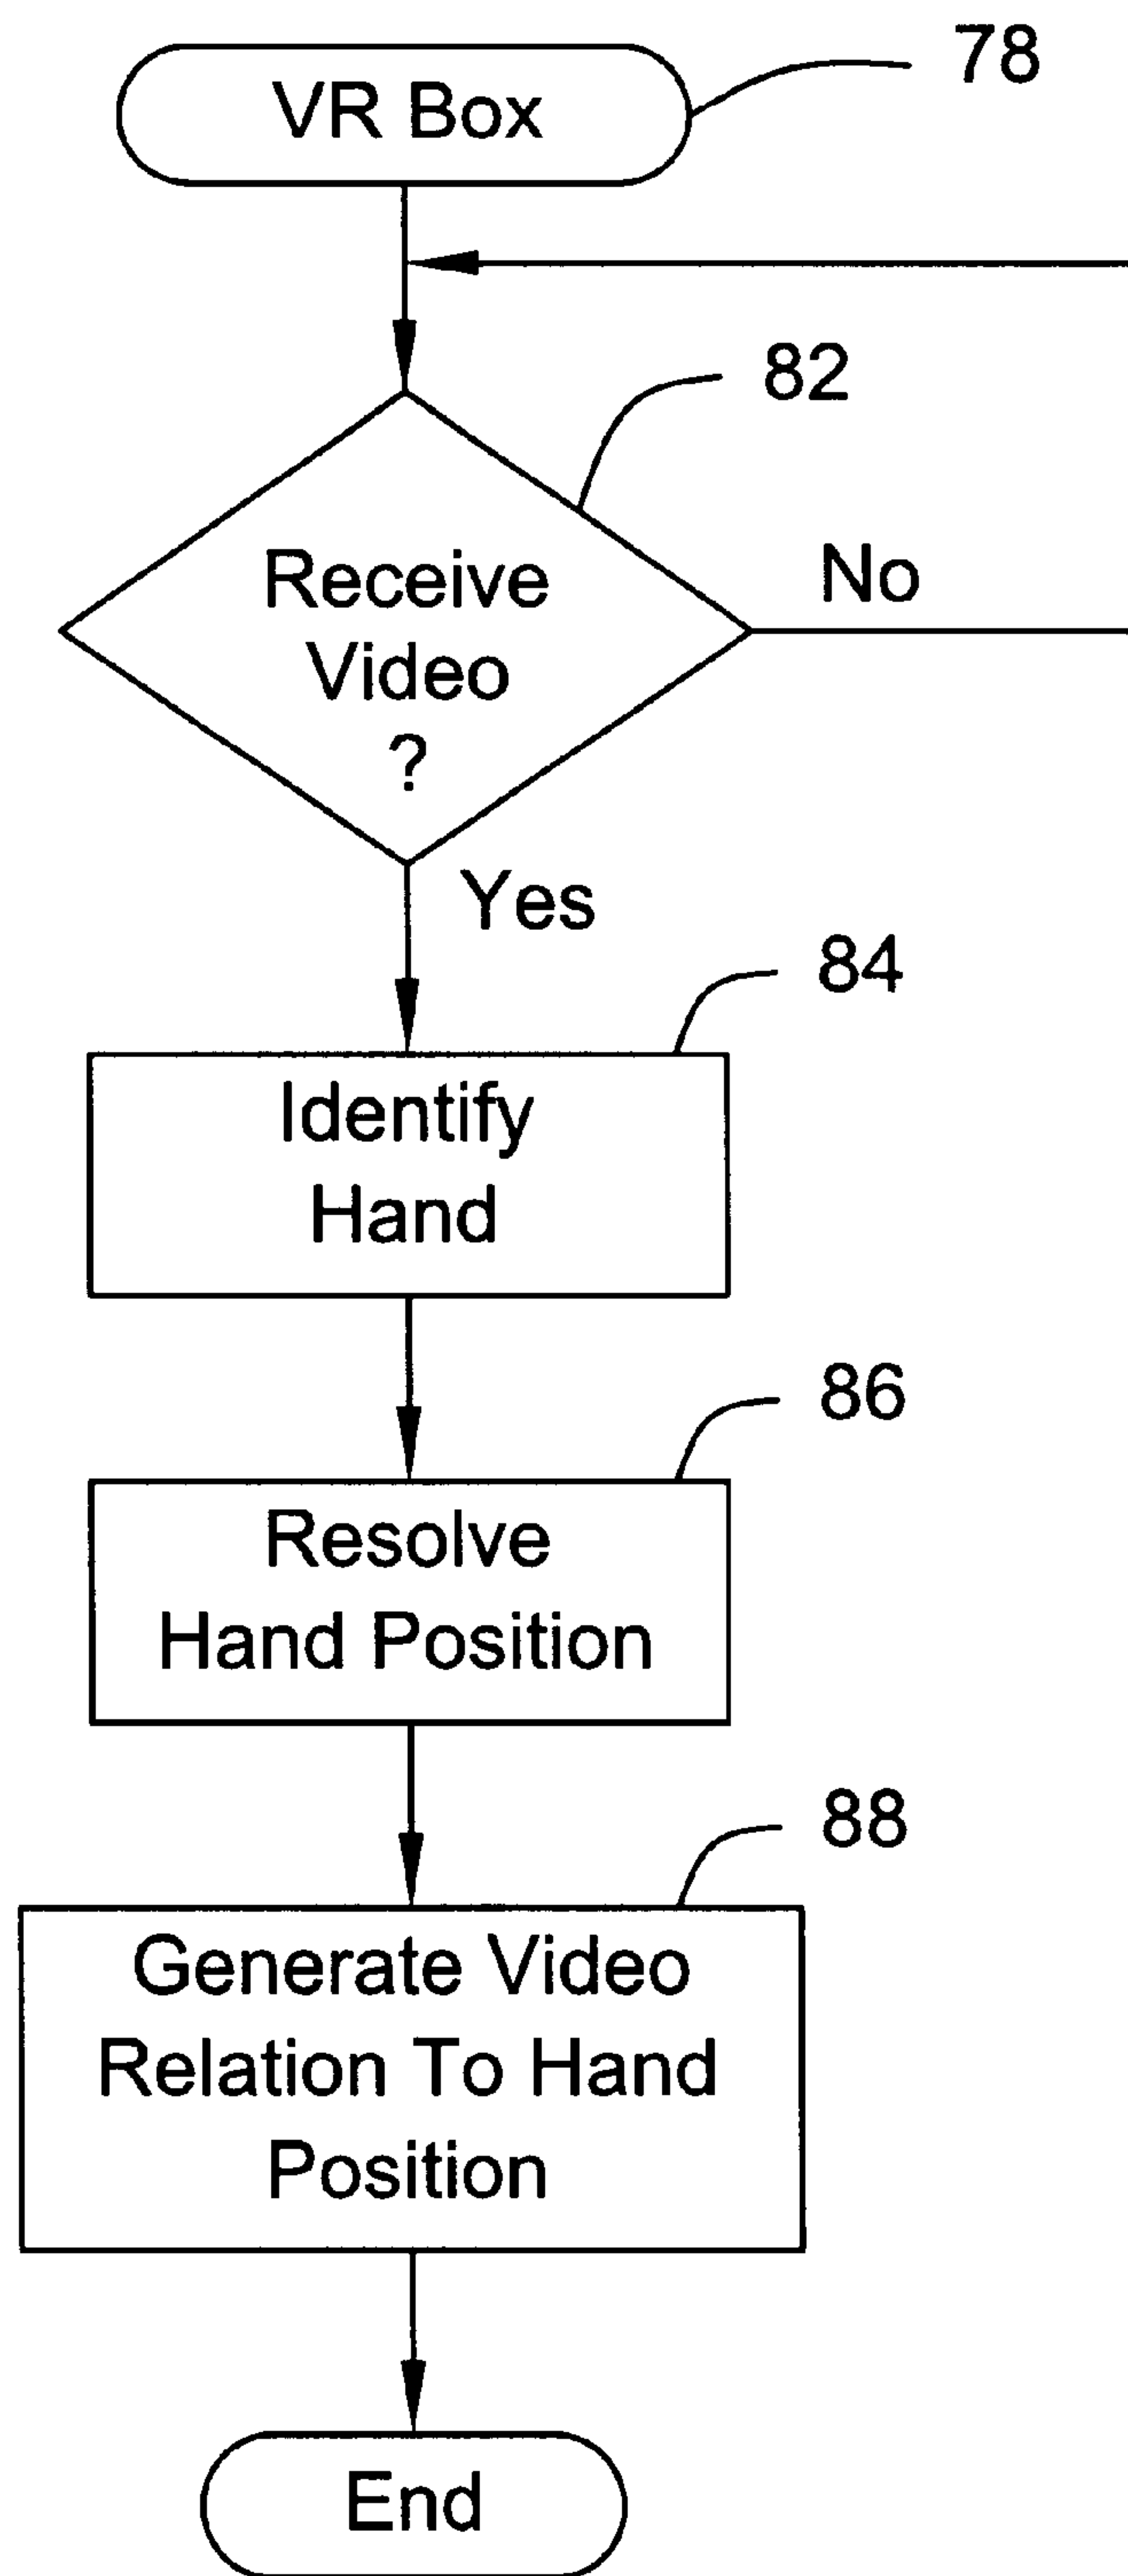 VR Box
78
82
Receive
Video
?
No
Yes
84
Identify
Hand
86
Resolve
Hand Position
88
Generate Video
Relation To Hand
Position
End